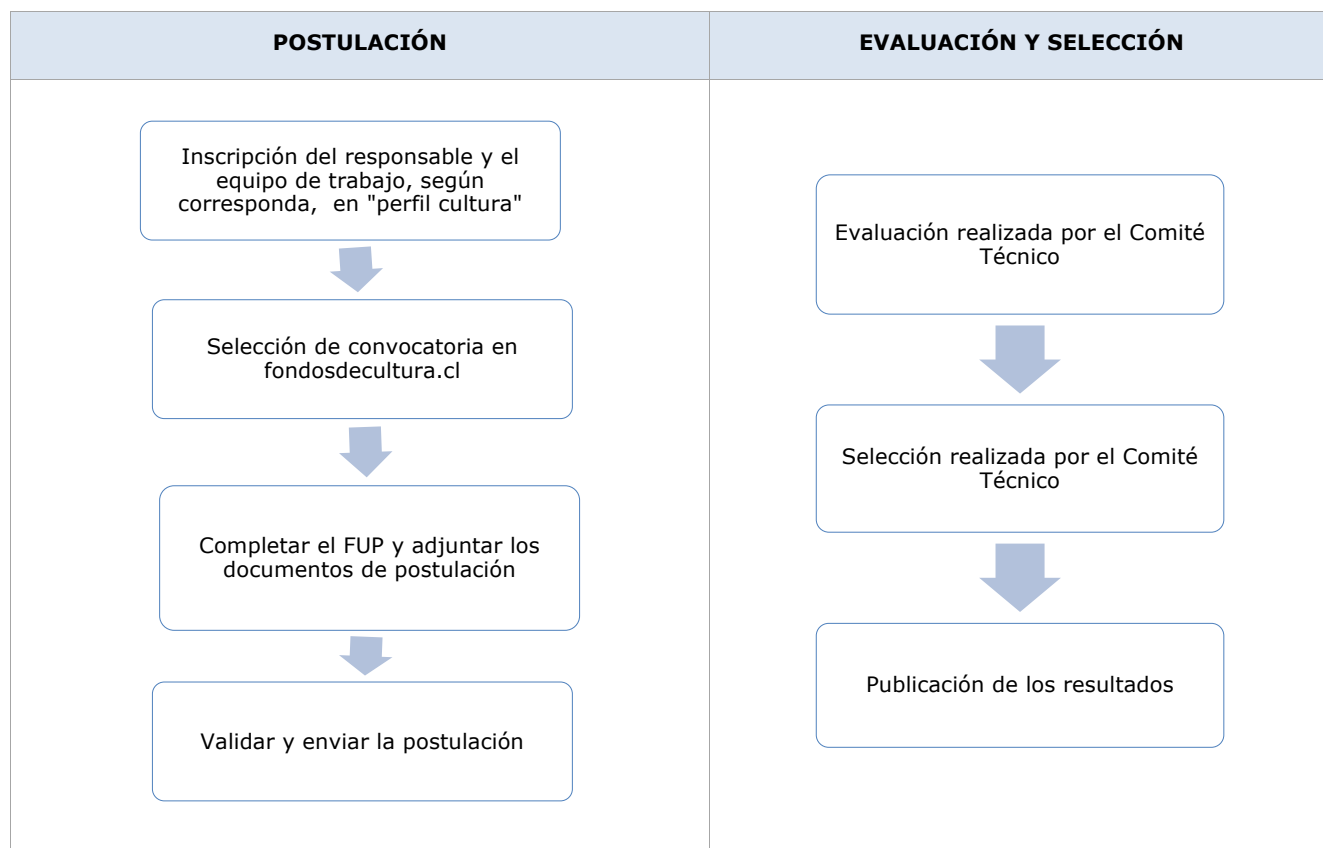 POSTULACIÓN
Inscripción del responsable y el
equipo de trabajo, según
corresponda, en "perfil cultura"
Selección de convocatoria en
fondosdecultura.cl
Completar el FUP y adjuntar los
documentos de postulación
Validar y enviar la postulación
EVALUACIÓN Y SELECCIÓN
Evaluación realizada por el Comité
Técnico
Selección realizada por el Comité
Técnico
Publicación de los resultados